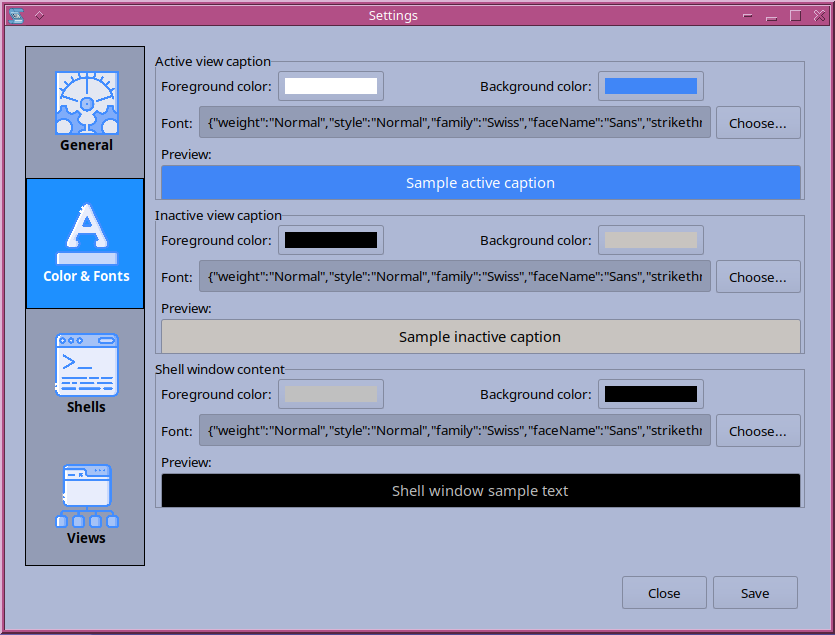 Settings
General
Color & Fonts
Shells
Views
Active view caption
Foreground color: Background color:
Font: {"weight":"Normal","style":"Normal","family":"Swiss","faceName":"Sans","strikethr Choose...
Preview:
Sample active caption
Inactive view caption
Foreground color: Background color:
Font: {"weight":"Normal","style":"Normal","family":"Swiss","faceName":"Sans","strikethr Choose...
Preview:
Sample inactive caption
Shell window content
Foreground color: Background color:
Font: {"weight":"Normal","style":"Normal","family":"Swiss","faceName":"Sans","strikethr Choose...
Preview:
Shell window sample text
Close Save